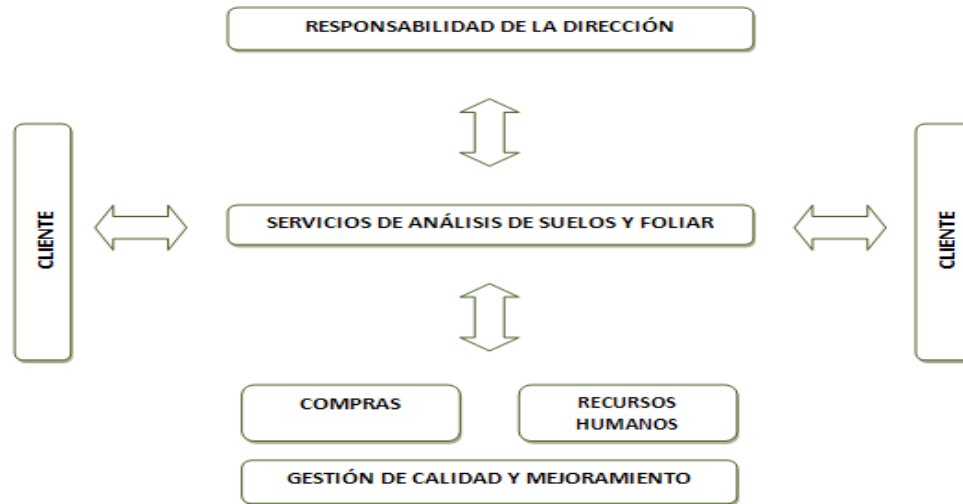 RESPONSABILIDAD DE LA DIRECCIÓN
CLIENTE
SERVICIOS DE ANÁLISIS DE SUELOS Y FOLIAR
CLIENTE
COMPRAS
RECURSOS
HUMANOS
GESTIÓN DE CALIDAD Y MEJORAMIENTO